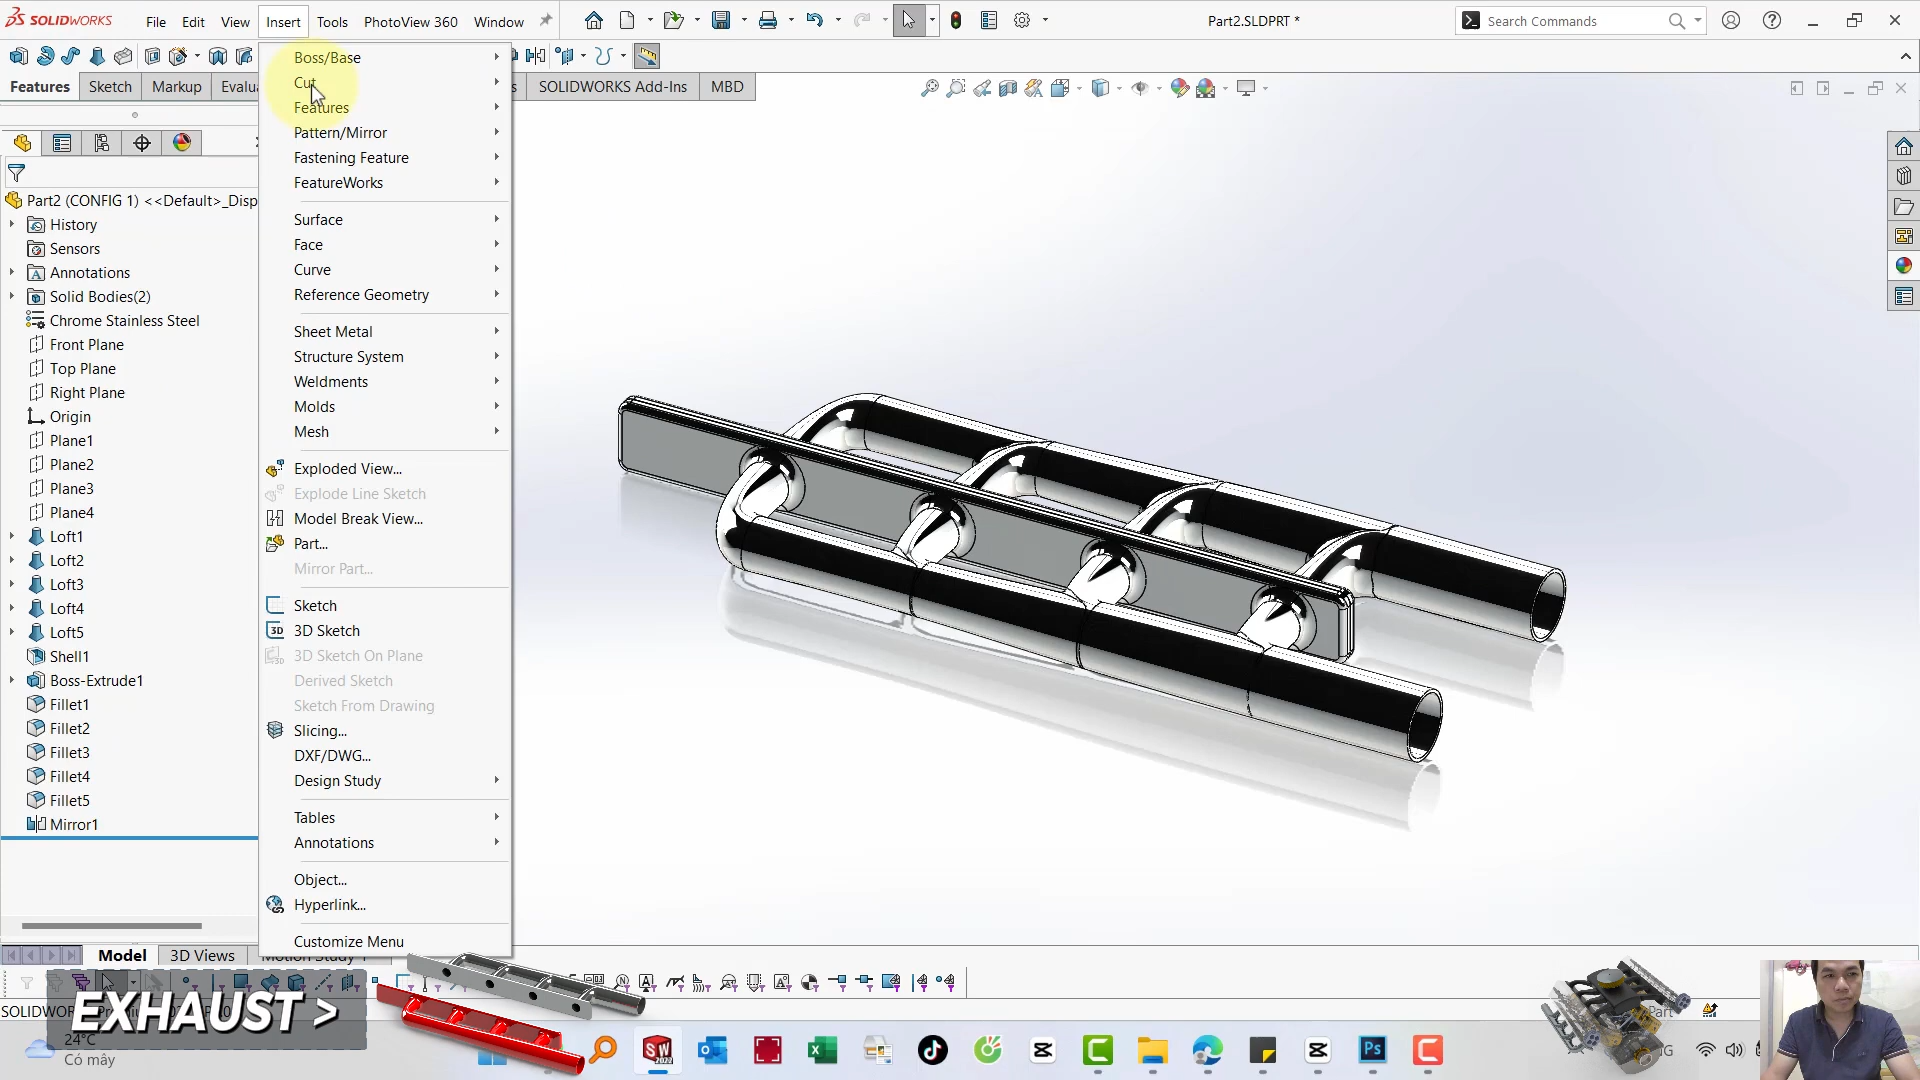 SOLIDWORKS
File Edit View Insert Tools PhotoView 360 Window
Part2.SLDPRT *
Search Commands
Features Sketch Markup
SOLIDWORKS Add-Ins MBD
Boss/Base
Cut
Features
Pattern/Mirror
Fastening Feature
FeatureWorks
Surface
Face
Curve
Reference Geometry
Sheet Metal
Structure System
Weldments
Molds
Mesh
Exploded View...
Explode Line Sketch
Model Break View...
Part...
Mirror Part...
Sketch
3D Sketch
3D Sketch On Plane
Derived Sketch
Sketch From Drawing
Slicing...
DXF/DWG...
Design Study
Tables
Annotations
Object...
Hyperlink...
Customize Menu
Part2 (CONFIG 1) <<Default>_Disp
History
Sensors
Annotations
Solid Bodies(2)
Chrome Stainless Steel
Front Plane
Top Plane
Right Plane
Origin
Plane1
Plane2
Plane3
Plane4
Loft1
Loft2
Loft3
Loft4
Loft5
Shell1
Boss-Extrude1
Fillet1
Fillet2
Fillet3
Fillet4
Fillet5
Mirror1
Model 3D Views
EXHAUST >
24°C
Có mây